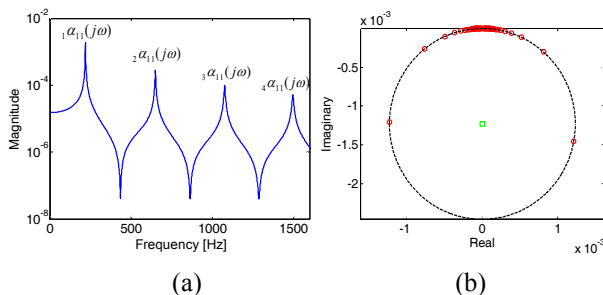 10⁻²
10⁻⁴
10⁻⁶
10⁻⁸
Magnitude
₁α₁₁(jω)
₂α₁₁(jω)
₃α₁₁(jω)
₄α₁₁(jω)
0 500 1000 1500
Frequency [Hz]
(a)
x 10⁻³
-0.5
-1
-1.5
-2
Imaginary
-1 0 1
Real
x 10⁻³
(b)